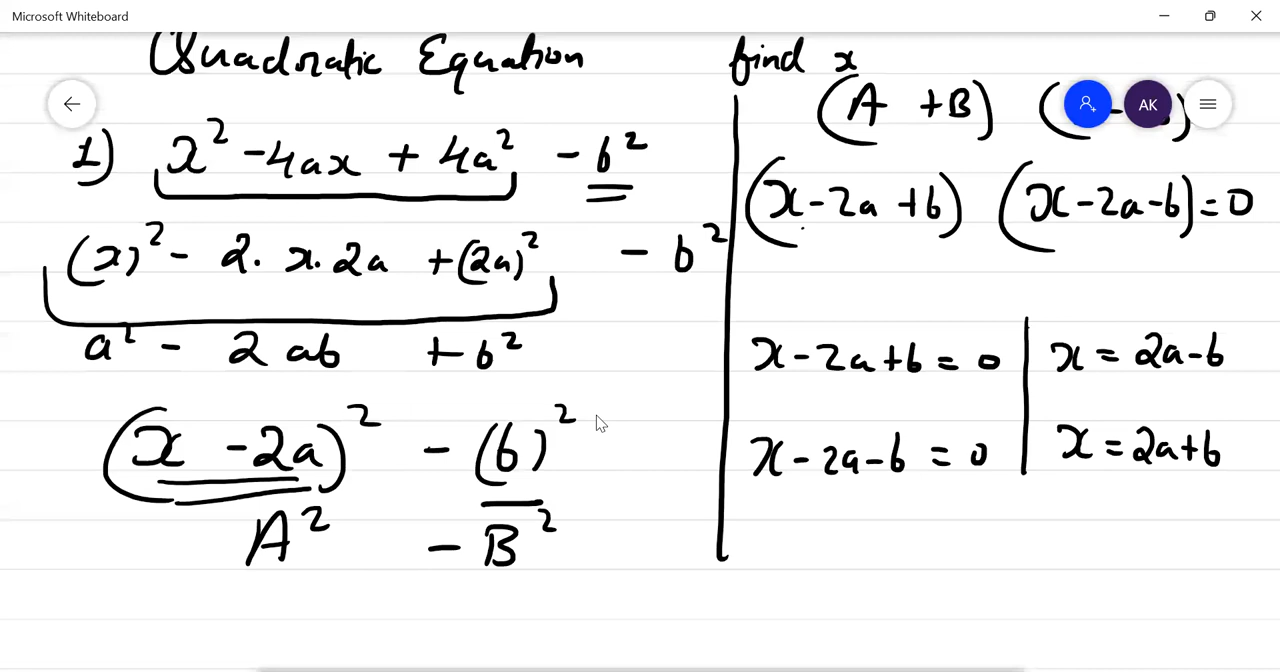 Microsoft Whiteboard
Quadratic Equation
1) x² - 4ax + 4a² - b²
(x)² - 2. x. 2a + (2a)² - b²
a² - 2 ab + b²
(x - 2a)² - (b)²
A² - B²
find x
AK
(A + B) (
(x - 2a + b) (x - 2a - b) = 0
x - 2a + b = 0 | x = 2a - b
x - 2a - b = 0 | x = 2a + b